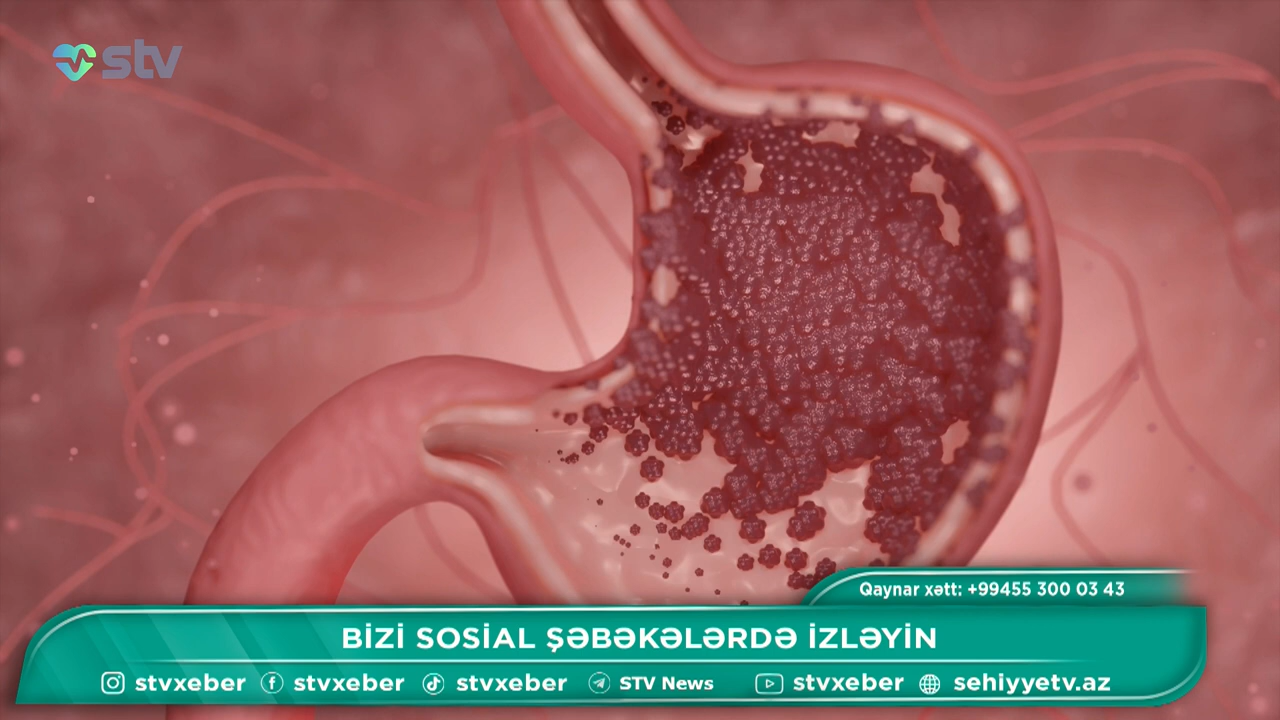 stv
Qaynar xətt: +99455 300 03 43
BİZİ SOSİAL ŞƏBƏKƏLƏRDƏ İZLƏYİN
stvxeber stvxeber stvxeber STV News stvxeber sehiyyetv.az